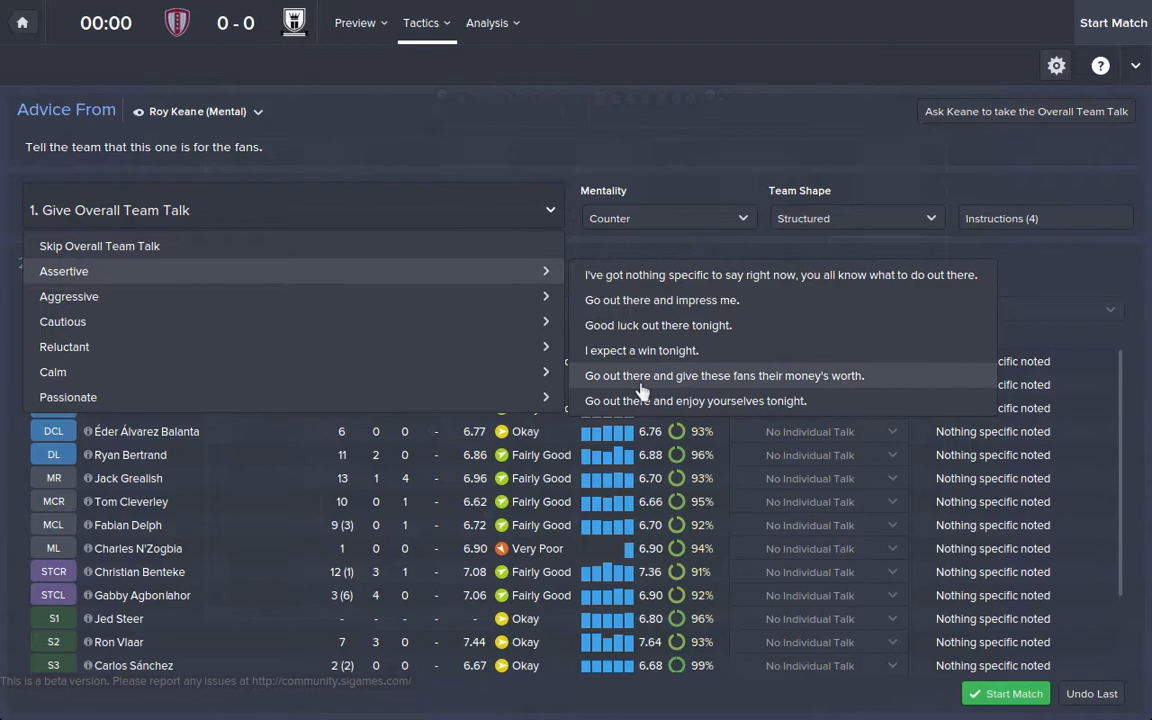 00:00 0 - 0 Preview Tactics Analysis Start Match
?
Advice From Roy Keane (Mental) Ask Keane to take the Overall Team Talk
Tell the team that this one is for the fans.
Mentality Team Shape
1. Give Overall Team Talk Counter Structured Instructions (4)
Skip Overall Team Talk
Assertive
Aggressive
Cautious
Reluctant
Calm
Passionate
I've got nothing specific to say right now, you all know what to do out there.
Go out there and impress me.
Good luck out there tonight.
I expect a win tonight.
Go out there and give these fans their money's worth.
Go out there and enjoy yourselves tonight.
cific noted
cific noted
cific noted
DCL Éder Álvarez Balanta 6 0 0 - 6.77 Okay 6.76 93% No Individual Talk Nothing specific noted
DL Ryan Bertrand 11 2 0 - 6.86 Fairly Good 6.88 96% No Individual Talk Nothing specific noted
MR Jack Grealish 13 1 4 - 6.96 Fairly Good 6.70 93% No Individual Talk Nothing specific noted
MCR Tom Cleverley 10 0 1 - 6.62 Fairly Good 6.66 95% No Individual Talk Nothing specific noted
MCL Fabian Delph 9 (3) 0 1 - 6.72 Fairly Good 6.70 92% No Individual Talk Nothing specific noted
ML Charles N'Zogbia 1 0 0 - 6.90 Very Poor 6.90 94% No Individual Talk Nothing specific noted
STCR Christian Benteke 12 (1) 3 1 - 7.08 Fairly Good 7.36 91% No Individual Talk Nothing specific noted
STCL Gabby Agbonlahor 3 (6) 4 0 - 7.06 Fairly Good 6.90 92% No Individual Talk Nothing specific noted
S1 Jed Steer - - - - - Okay 6.80 96% No Individual Talk Nothing specific noted
S2 Ron Vlaar 7 3 0 - 7.44 Okay 7.64 93% No Individual Talk Nothing specific noted
S3 Carlos Sánchez 2 (2) 0 0 - 6.67 Okay 6.68 99% No Individual Talk Nothing specific noted
This is a beta version. Please report any issues at http://community.sigames.com/
Start Match Undo Last